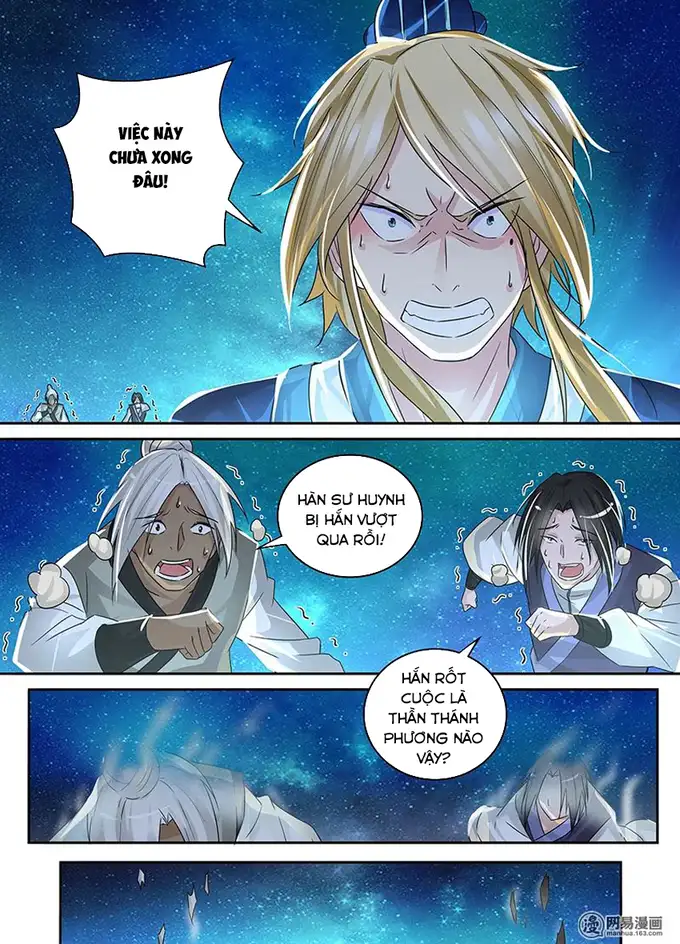 VIỆC NÀY
CHƯA XONG
ĐÂU!
HÀN SƯ HUYNH
BỊ HẮN VƯỢT
QUA RỒI!
HẮN RỐT
CUỘC LÀ
THẦN THÁNH
PHƯƠNG NÀO
VẬY?
网易漫画
manhua.163.com